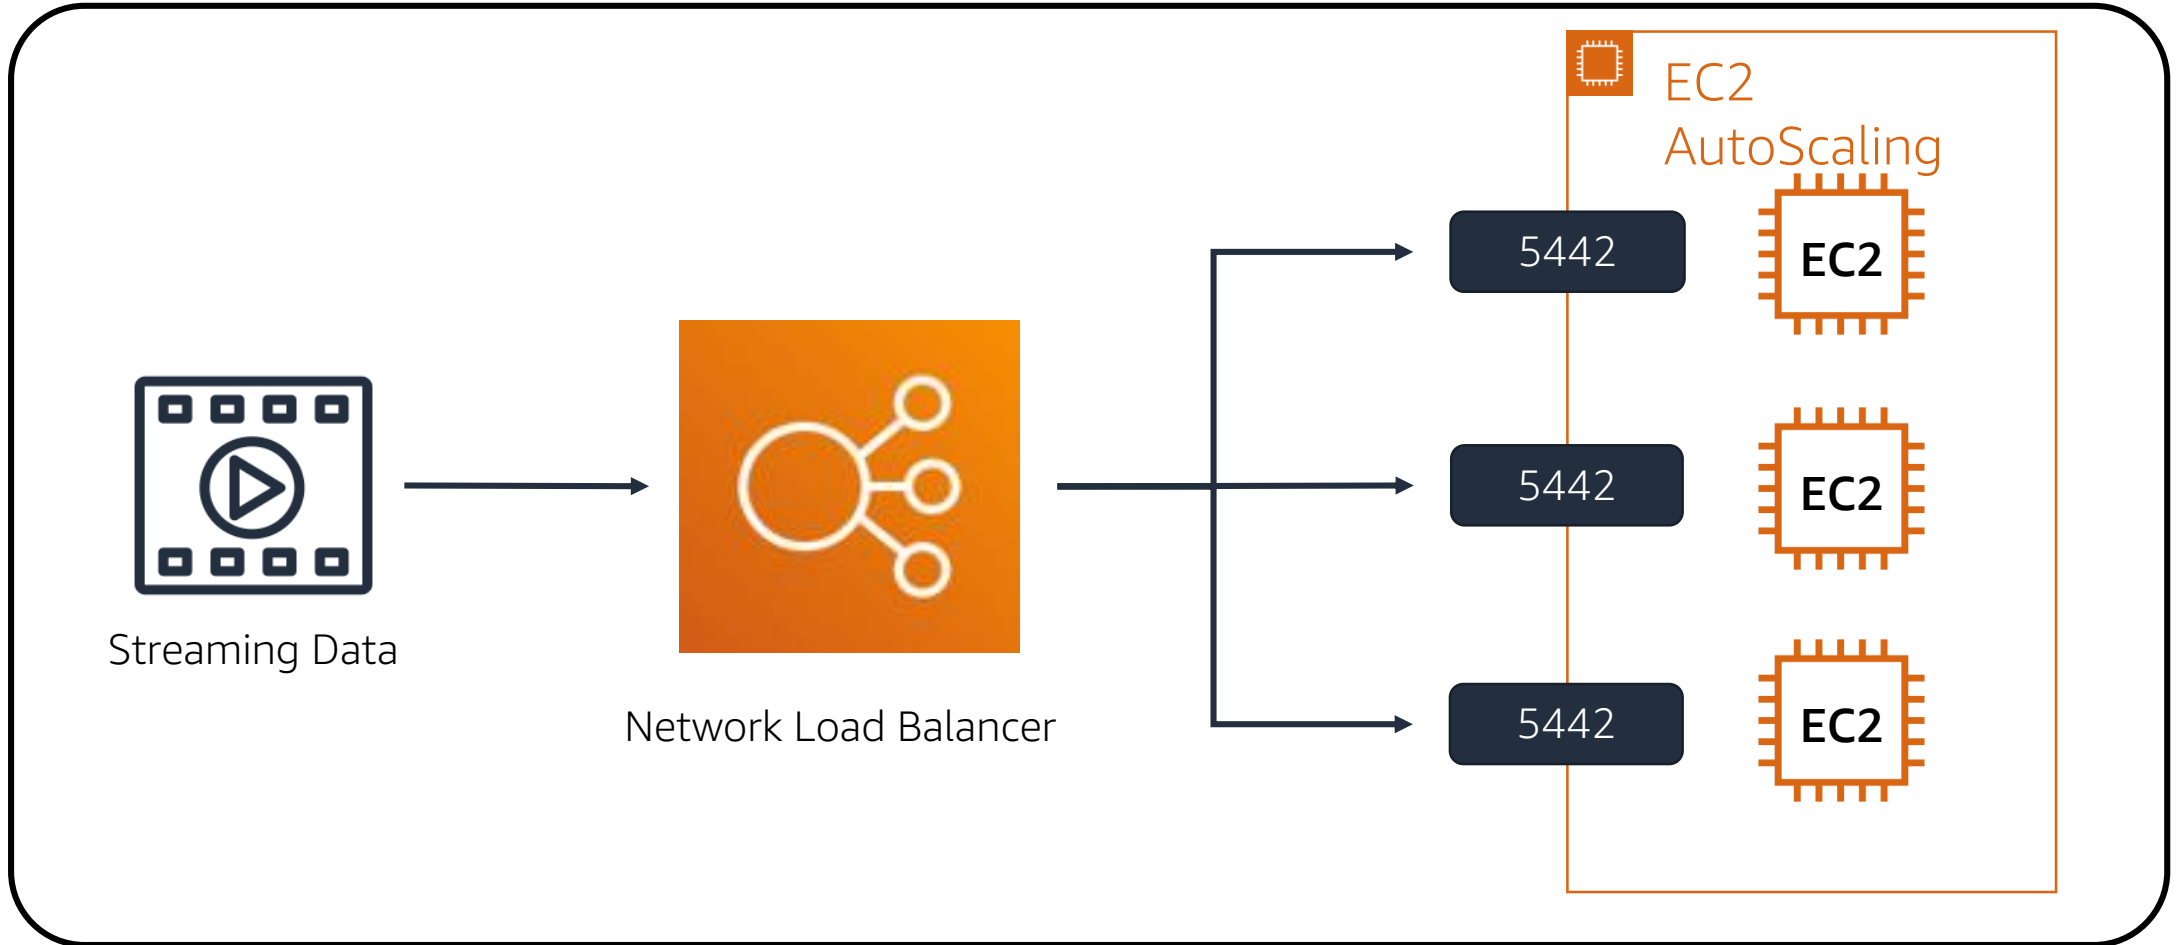 EC2
AutoScaling
5442
EC2
Streaming Data
Network Load Balancer
5442
EC2
5442
EC2